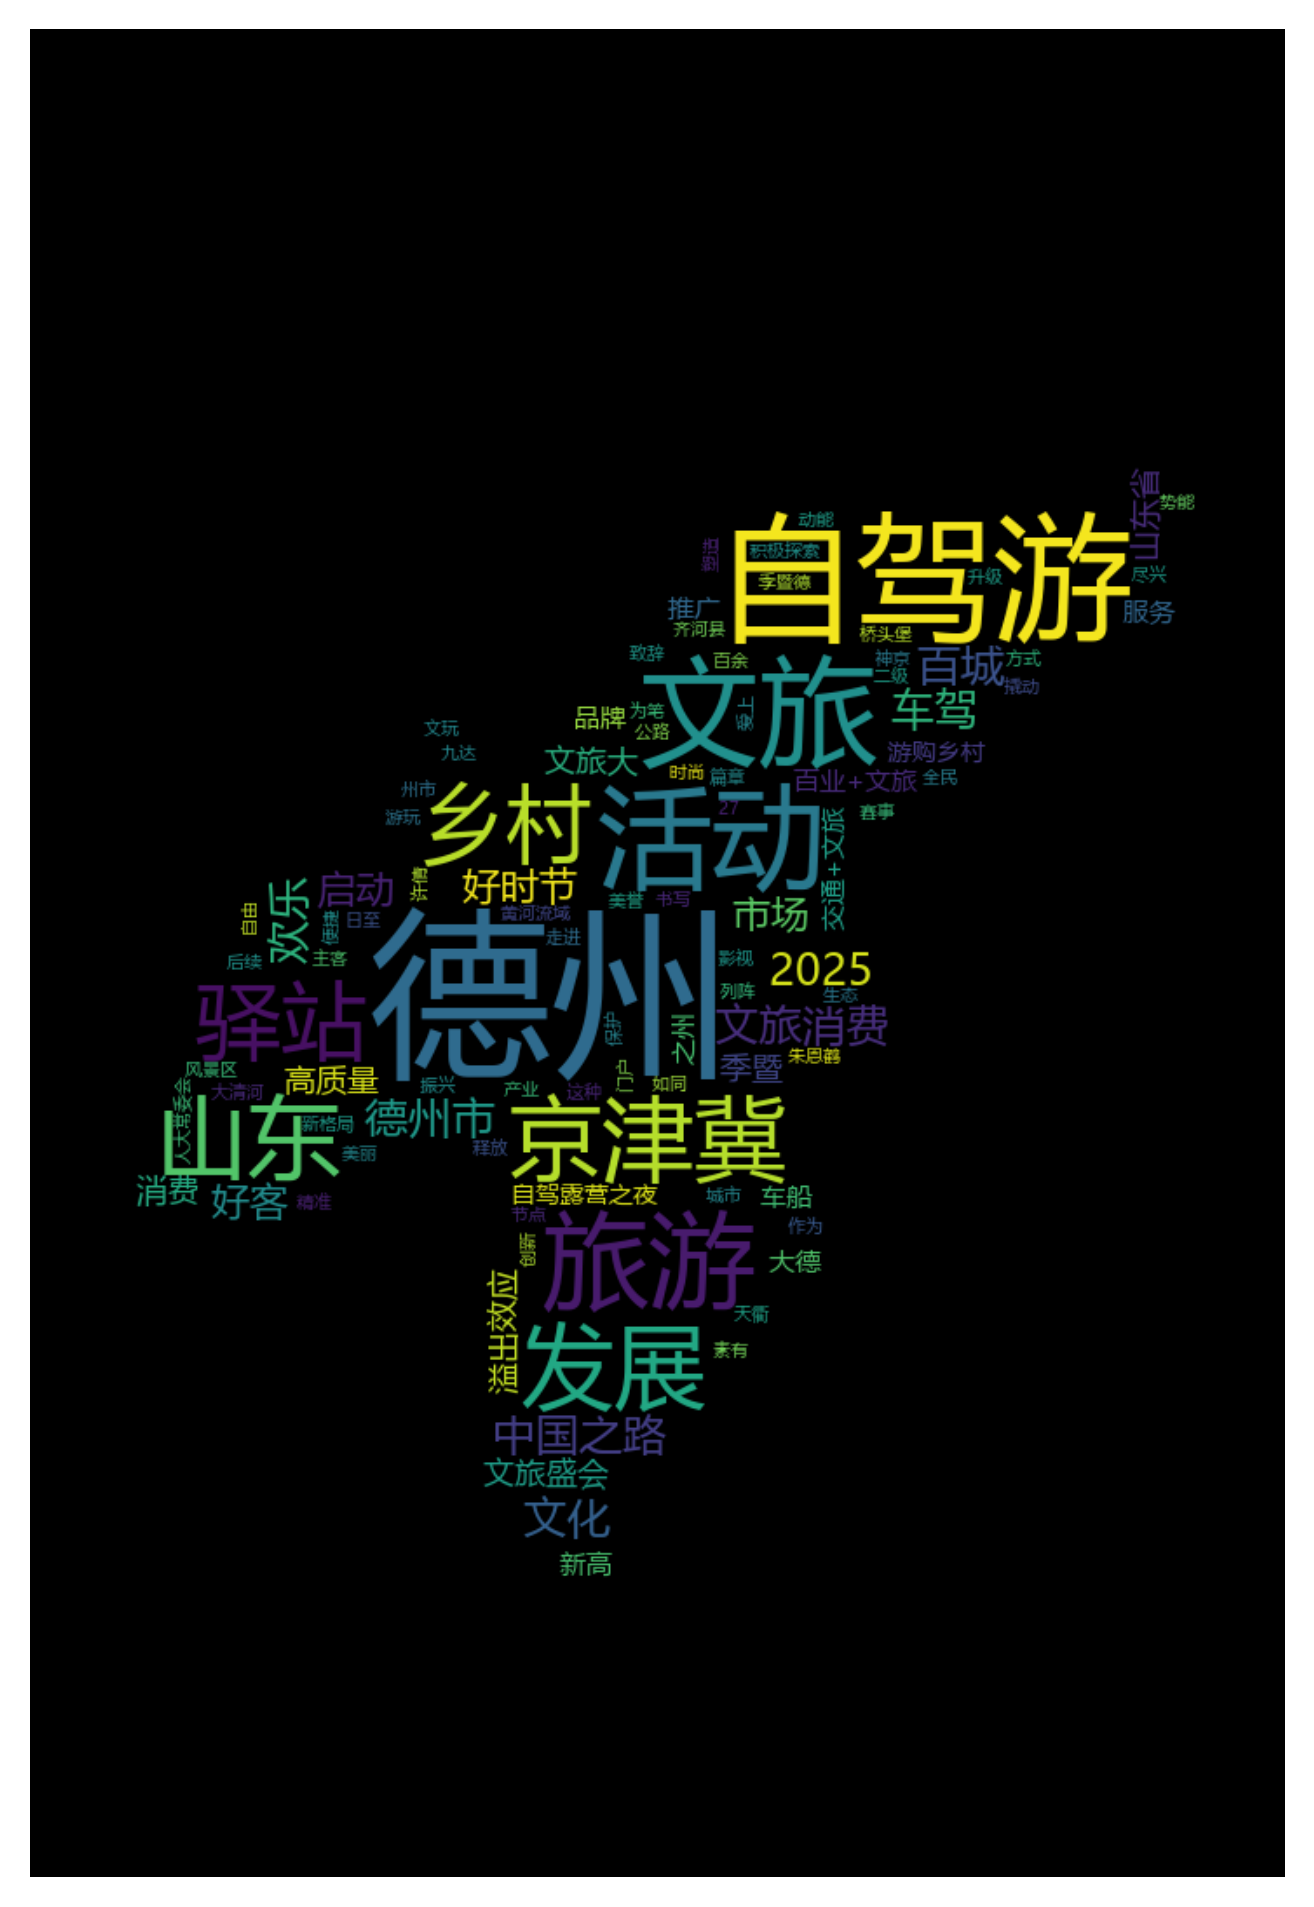 山东省
势能
动能
自驾游
积极探索
季暨德
升级
尽兴
推广
服务
齐河县
桥头堡
致辞
百余
神京
百城
方式
二级
撬动
文旅
爱上
车驾
品牌
为笔
公路
文玩
九达
文旅大
游购乡村
时尚
篇章
百业+文旅
全民
州市
游玩
乡村
活动
27
赛事
交通+文旅
启动
许倩
好时节
美誉
书写
欢乐
自由
便捷
日至
黄河流域
市场
走进
德州
后续
主客
影视
2025
列阵
生态
驿站
保护
之州
文旅消费
朱恩鹤
季暨
风景区
大清河
高质量
振兴
产业
这种
门户
如同
人大常委会
山东
新格局
德州市
京津冀
美丽
释放
消费
好客
精准
自驾露营之夜
城市
车船
节点
作为
旅游
创新
大德
溢出效应
天衢
发展
素有
中国之路
文旅盛会
文化
新高